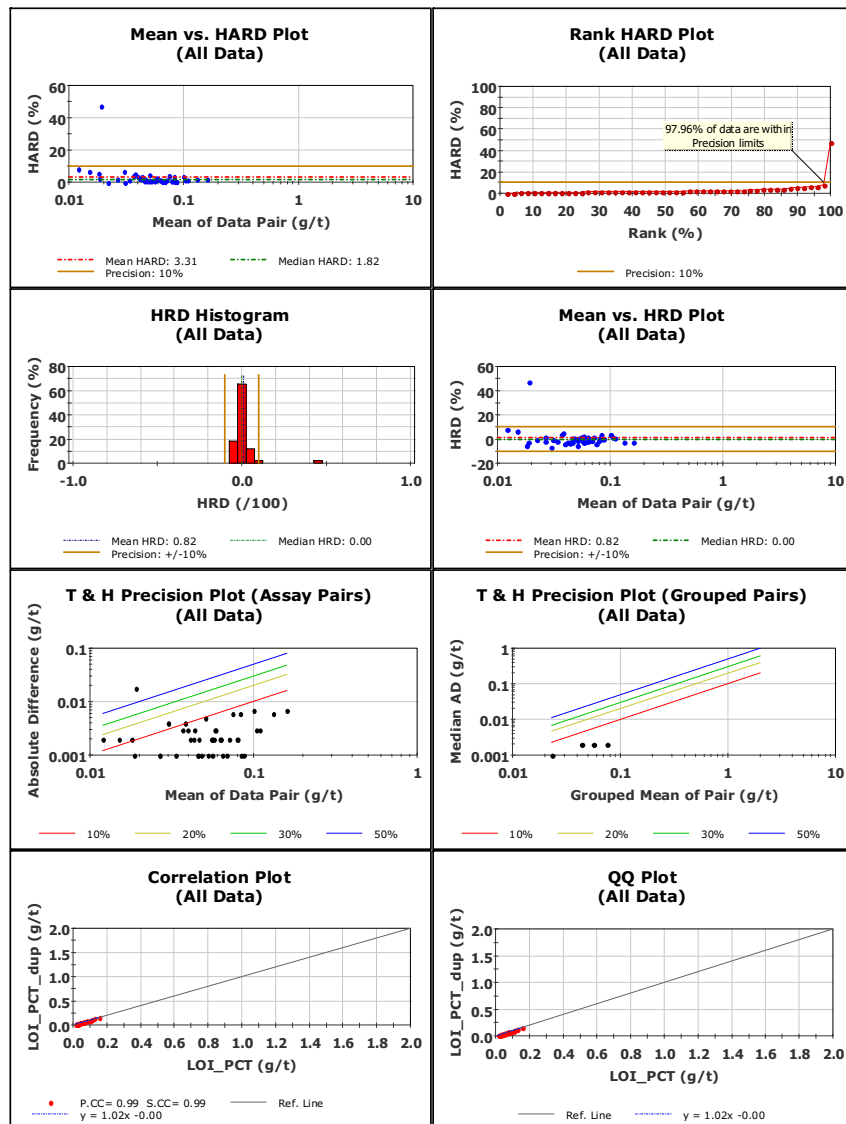 Mean vs. HARD Plot
(All Data)
HARD (%)
60
40
20
0
0.01
0.1
1
10
Mean of Data Pair (g/t)
Mean HARD: 3.31
Median HARD: 1.82
Precision: 10%
Rank HARD Plot
(All Data)
HARD (%)
100
80
60
40
20
0
97.96% of data are within
Precision limits
0 10 20 30 40 50 60 70 80 90 100
Rank (%)
Precision: 10%
HRD Histogram
(All Data)
Frequency (%)
80
60
40
20
0
-1.0
0.0
1.0
HRD (/100)
Mean HRD: 0.82
Median HRD: 0.00
Precision: +/-10%
Mean vs. HRD Plot
(All Data)
HRD (%)
60
40
20
0
-20
0.01
0.1
1
10
Mean of Data Pair (g/t)
Mean HRD: 0.82
Median HRD: 0.00
Precision: +/-10%
T & H Precision Plot (Assay Pairs)
(All Data)
Absolute Difference (g/t)
0.1
0.01
0.001
0.01
0.1
1
Mean of Data Pair (g/t)
10%
20%
30%
50%
T & H Precision Plot (Grouped Pairs)
(All Data)
Median AD (g/t)
1
0.1
0.01
0.001
0.01
0.1
1
10
Grouped Mean of Pair (g/t)
10%
20%
30%
50%
Correlation Plot
(All Data)
LOI_PCT_dup (g/t)
2.0
1.5
1.0
0.5
0.0
0.0 0.2 0.4 0.6 0.8 1.0 1.2 1.4 1.6 1.8 2.0
LOI_PCT (g/t)
P.CC= 0.99 S.CC= 0.99
Ref. Line
y = 1.02x -0.00
QQ Plot
(All Data)
LOI_PCT_dup (g/t)
2.0
1.5
1.0
0.5
0.0
0.0 0.2 0.4 0.6 0.8 1.0 1.2 1.4 1.6 1.8 2.0
LOI_PCT (g/t)
Ref. Line
y = 1.02x -0.00